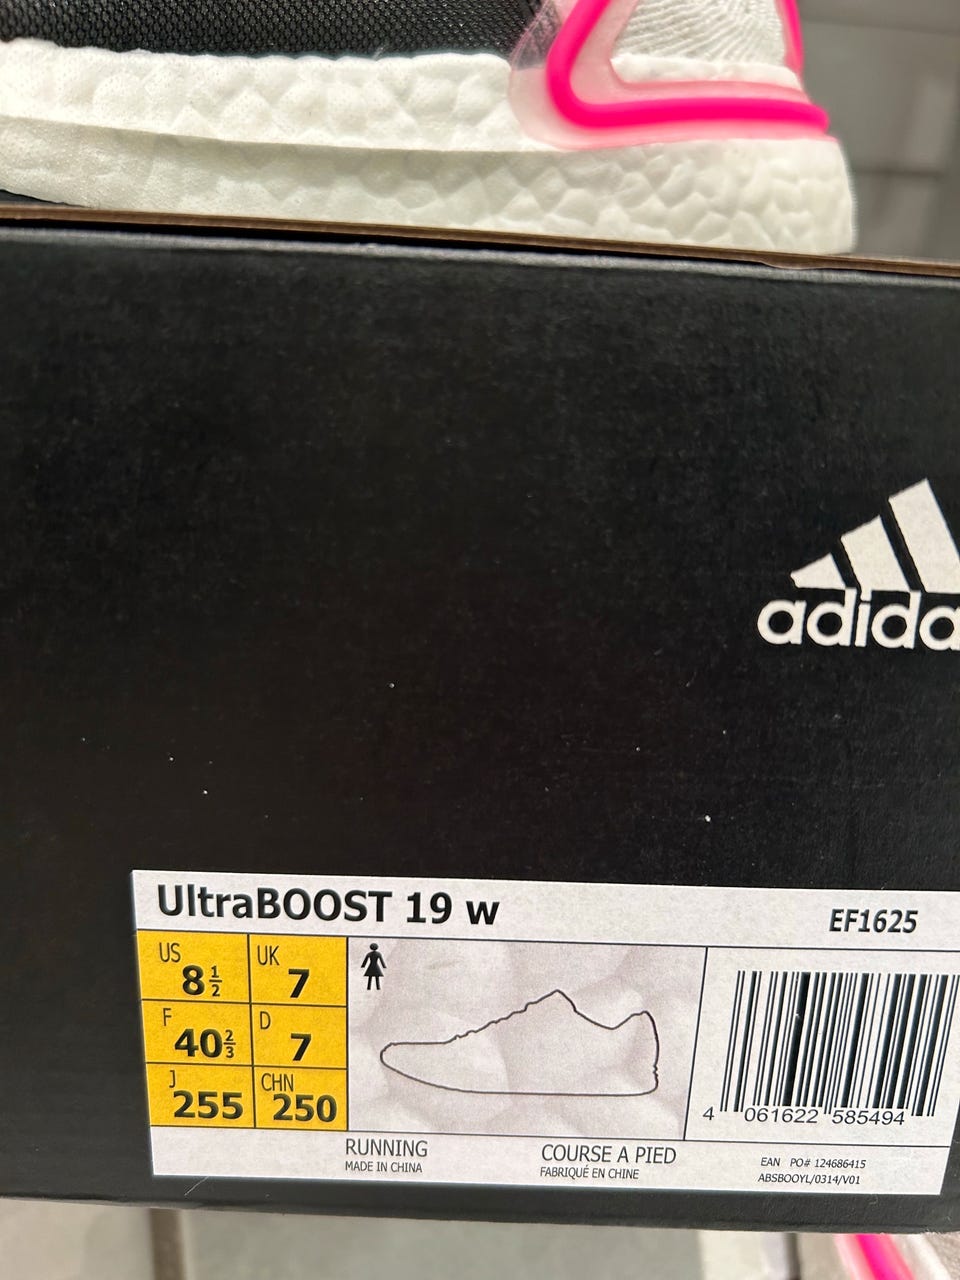 adidas
UltraBOOST 19 w
EF1625
US 8½ UK 7
F 40⅔ D 7
J 255 CHN 250
4 061622 585494
RUNNING
MADE IN CHINA
COURSE A PIED
FABRIQUÉ EN CHINE
EAN PO# 124686415
ABSBOOYL/0314/V01